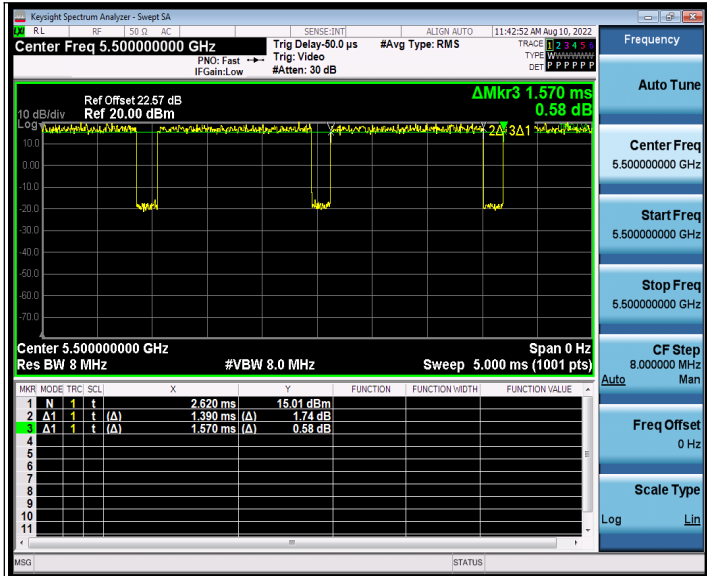 Keysight Spectrum Analyzer - Swept SA
LXI RL RF 50 Ω AC SENSE:INT ALIGN AUTO 11:42:52 AM Aug 10, 2022
Center Freq 5.500000000 GHz Trig Delay-50.0 µs #Avg Type: RMS TRACE 1 2 3 4 5 6
PNO: Fast Trig: Video TYPE WWWWWW
IFGain:Low #Atten: 30 dB DET P P P P P P
Frequency
ΔMkr3 1.570 ms
0.58 dB
Ref Offset 22.57 dB
10 dB/div Ref 20.00 dBm
Log
2Δ 3Δ1
10.0
0.00
-10.0
-20.0
-30.0
-40.0
-50.0
-60.0
-70.0
Center 5.500000000 GHz Span 0 Hz
Res BW 8 MHz #VBW 8.0 MHz Sweep 5.000 ms (1001 pts)
MKR MODE TRC SCL X Y FUNCTION FUNCTION WIDTH FUNCTION VALUE
1 N 1 t 2.620 ms 15.01 dBm
2 Δ1 1 t (Δ) 1.390 ms (Δ) 1.74 dB
3 Δ1 1 t (Δ) 1.570 ms (Δ) 0.58 dB
4
5
6
7
8
9
10
11
MSG STATUS
Auto Tune
Center Freq
5.500000000 GHz
Start Freq
5.500000000 GHz
Stop Freq
5.500000000 GHz
CF Step
8.000000 MHz
Auto Man
Freq Offset
0 Hz
Scale Type
Log Lin